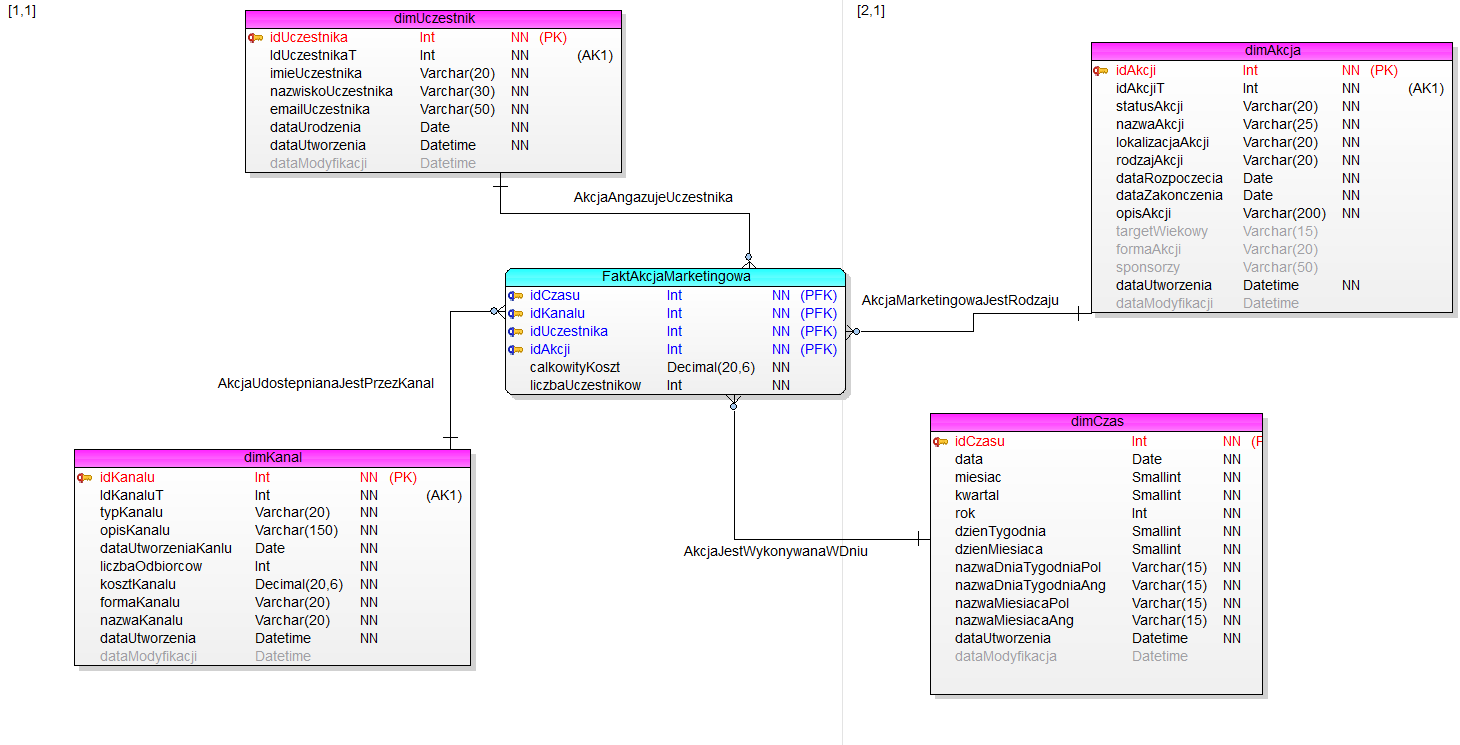 [1,1]
[2,1]
dimUczestnik
idUczestnika Int NN (PK)
IdUczestnikaT Int NN (AK1)
imieUczestnika Varchar(20) NN
nazwiskoUczestnika Varchar(30) NN
emailUczestnika Varchar(50) NN
dataUrodzenia Date NN
dataUtworzenia Datetime NN
dataModyfikacji Datetime
dimAkcja
idAkcji Int NN (PK)
idAkcjiT Int NN (AK1)
statusAkcji Varchar(20) NN
nazwaAkcji Varchar(25) NN
lokalizacjaAkcji Varchar(20) NN
rodzajAkcji Varchar(20) NN
dataRozpoczecia Date NN
dataZakonczenia Date NN
opisAkcji Varchar(200) NN
targetWiekowy Varchar(15)
formaAkcji Varchar(20)
sponsorzy Varchar(50)
dataUtworzenia Datetime NN
dataModyfikacji Datetime
AkcjaAngazujeUczestnika
FaktAkcjaMarketingowa
idCzasu Int NN (PFK)
idKanalu Int NN (PFK)
idUczestnika Int NN (PFK)
idAkcji Int NN (PFK)
calkowityKoszt Decimal(20,6) NN
liczbaUczestnikow Int NN
AkcjaMarketingowaJestRodzaju
AkcjaUdostepnianaJestPrzezKanal
dimKanal
idKanalu Int NN (PK)
IdKanaluT Int NN (AK1)
typKanalu Varchar(20) NN
opisKanalu Varchar(150) NN
dataUtworzeniaKanlu Date NN
liczbaOdbiorcow Int NN
kosztKanalu Decimal(20,6) NN
formaKanalu Varchar(20) NN
nazwaKanalu Varchar(20) NN
dataUtworzenia Datetime NN
dataModyfikacji Datetime
AkcjaJestWykonywanaWDniu
dimCzas
idCzasu Int NN (P
data Date NN
miesiac Smallint NN
kwartal Smallint NN
rok Int NN
dzienTygodnia Smallint NN
dzienMiesiaca Smallint NN
nazwaDniaTygodniaPol Varchar(15) NN
nazwaDniaTygodniaAng Varchar(15) NN
nazwaMiesiacaPol Varchar(15) NN
nazwaMiesiacaAng Varchar(15) NN
dataUtworzenia Datetime NN
dataModyfikacja Datetime